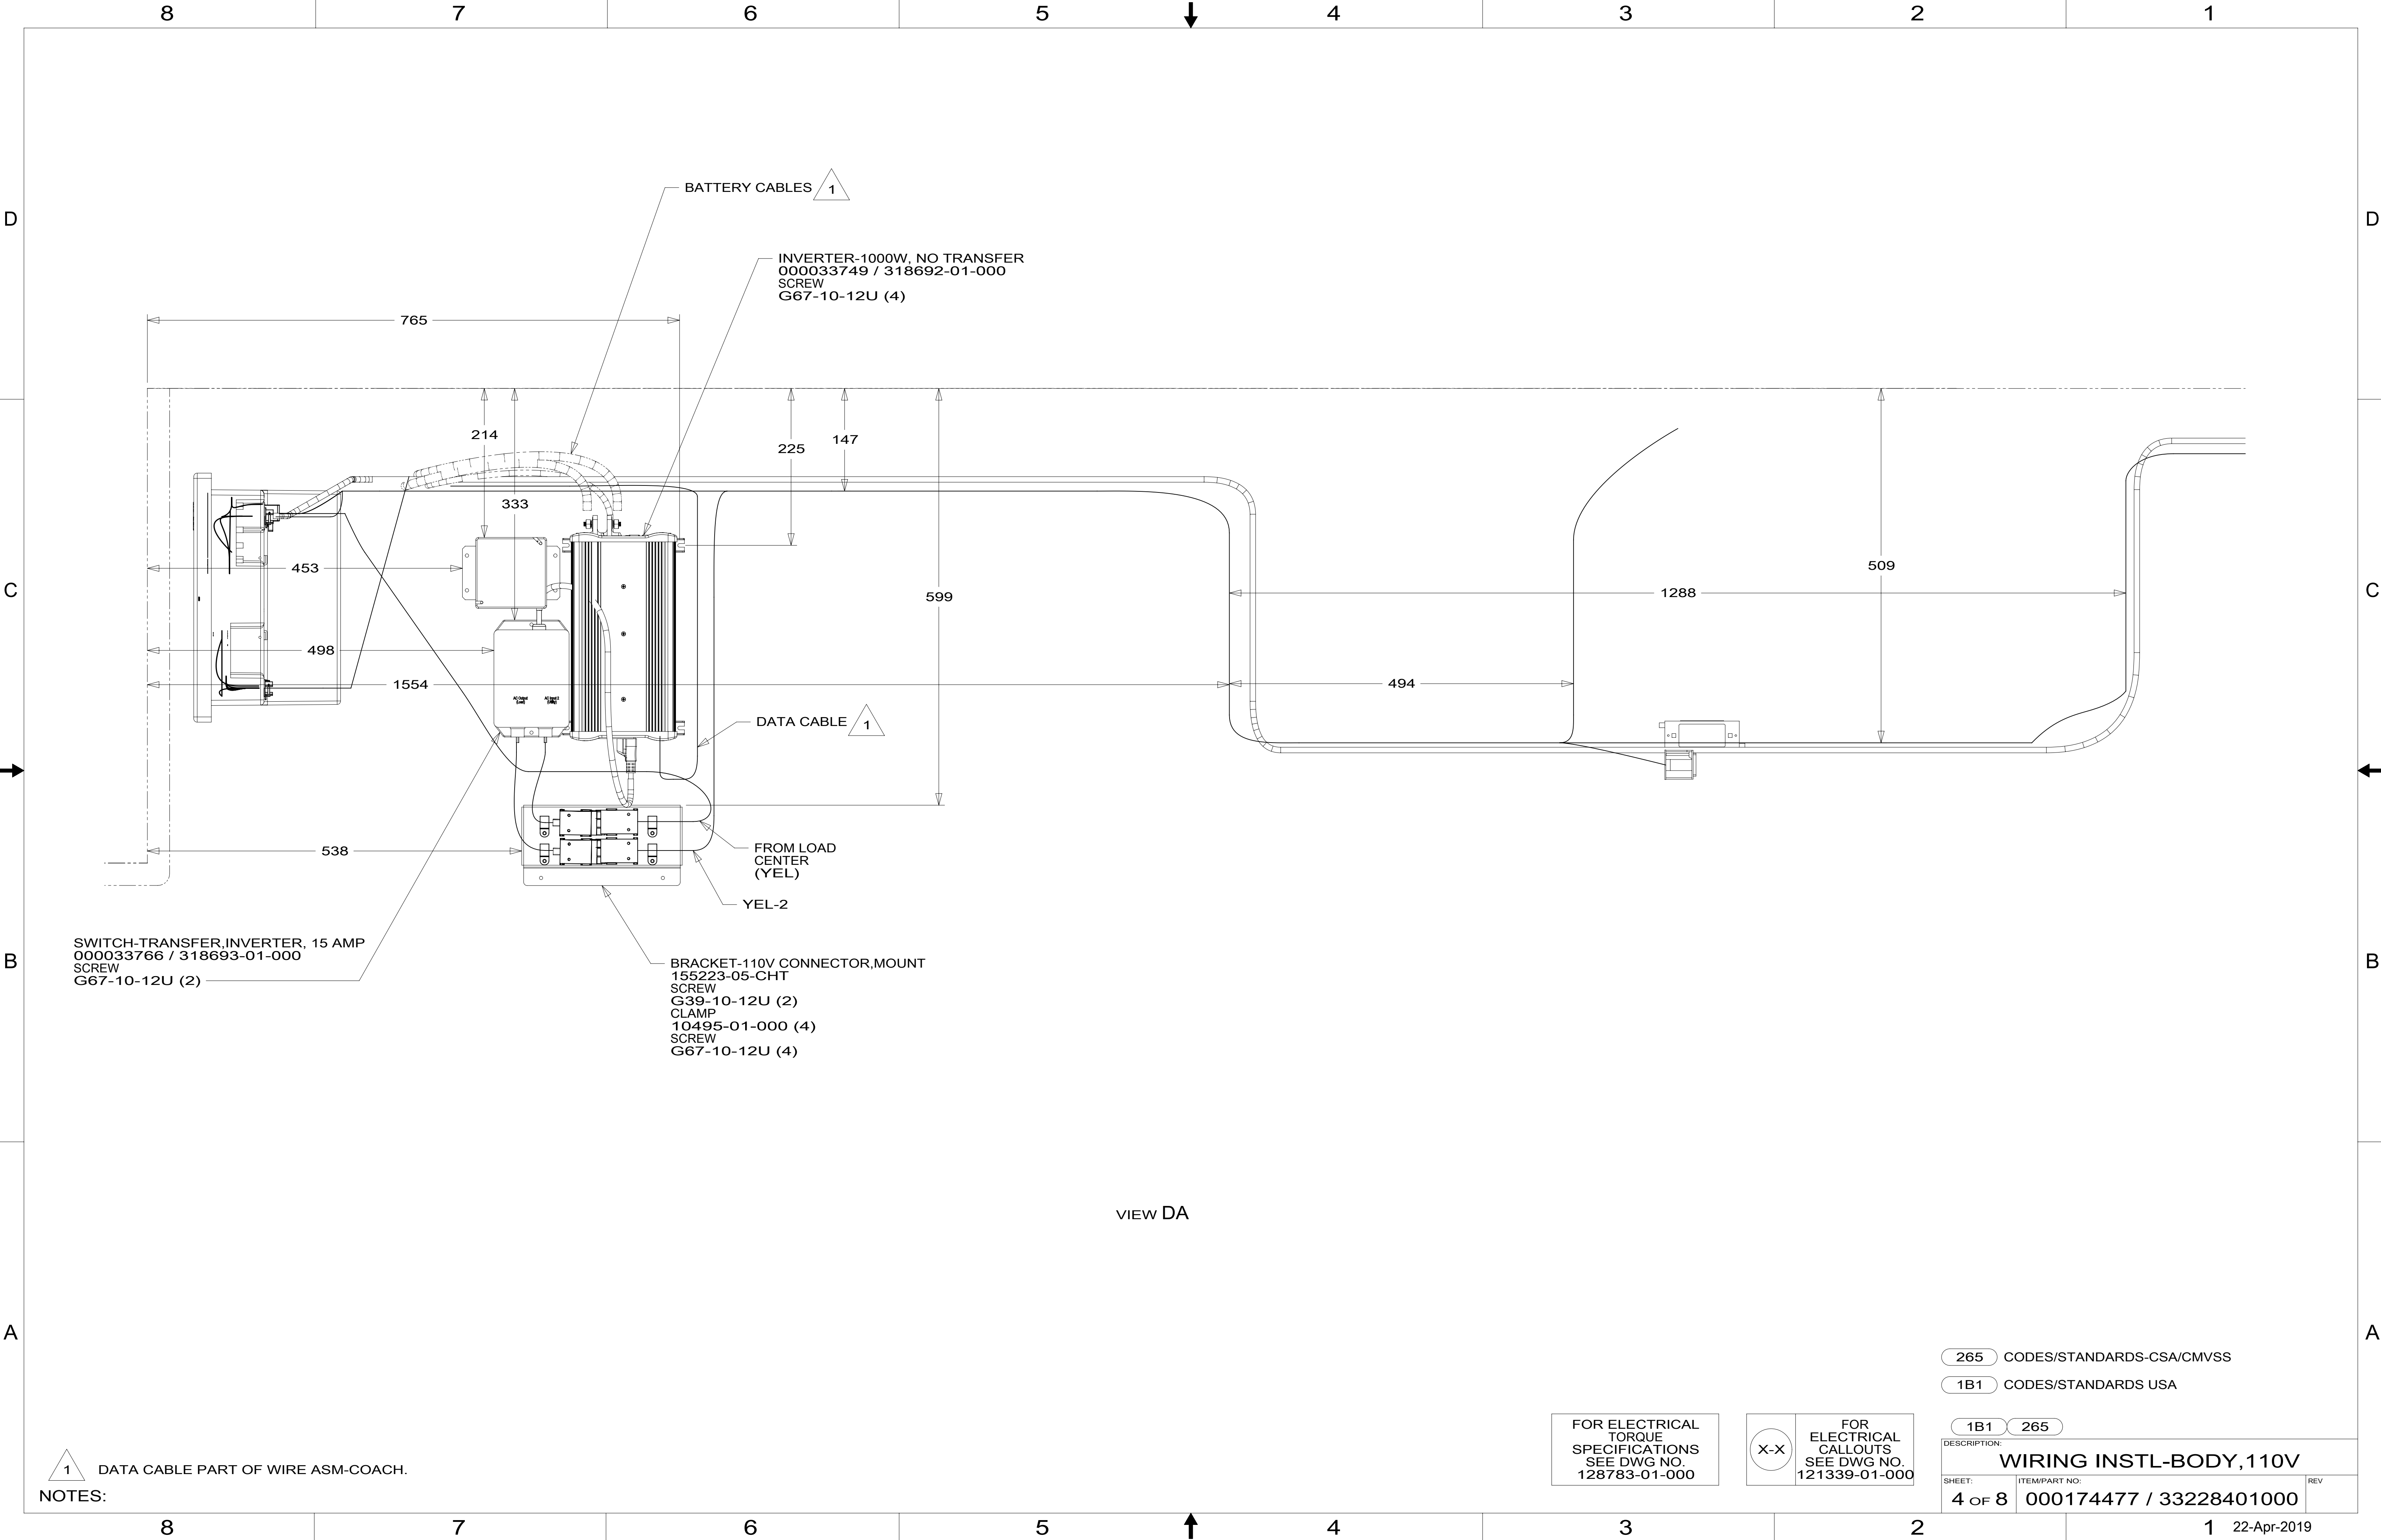 8 7 6 5 4 3 2 1
D
D
BATTERY CABLES 1
INVERTER-1000W, NO TRANSFER
000033749 / 318692-01-000
SCREW
G67-10-12U (4)
765
214
225
147
333
453
599
509
1288
C
C
498
1554
494
AC Output
(Load)
AC Input 2
(Utility)
DATA CABLE 1
538
FROM LOAD
CENTER
(YEL)
YEL-2
SWITCH-TRANSFER,INVERTER, 15 AMP
000033766 / 318693-01-000
SCREW
G67-10-12U (2)
B
B
BRACKET-110V CONNECTOR,MOUNT
155223-05-CHT
SCREW
G39-10-12U (2)
CLAMP
10495-01-000 (4)
SCREW
G67-10-12U (4)
VIEW DA
A
A
265 CODES/STANDARDS-CSA/CMVSS
1B1 CODES/STANDARDS USA
FOR ELECTRICAL
TORQUE
SPECIFICATIONS
SEE DWG NO.
128783-01-000
X-X
FOR
ELECTRICAL
CALLOUTS
SEE DWG NO.
121339-01-000
1B1 265
DESCRIPTION:
WIRING INSTL-BODY,110V
SHEET:
4 OF 8
ITEM/PART NO:
000174477 / 33228401000
REV
1 DATA CABLE PART OF WIRE ASM-COACH.
NOTES:
8 7 6 5 4 3 2 1
22-Apr-2019